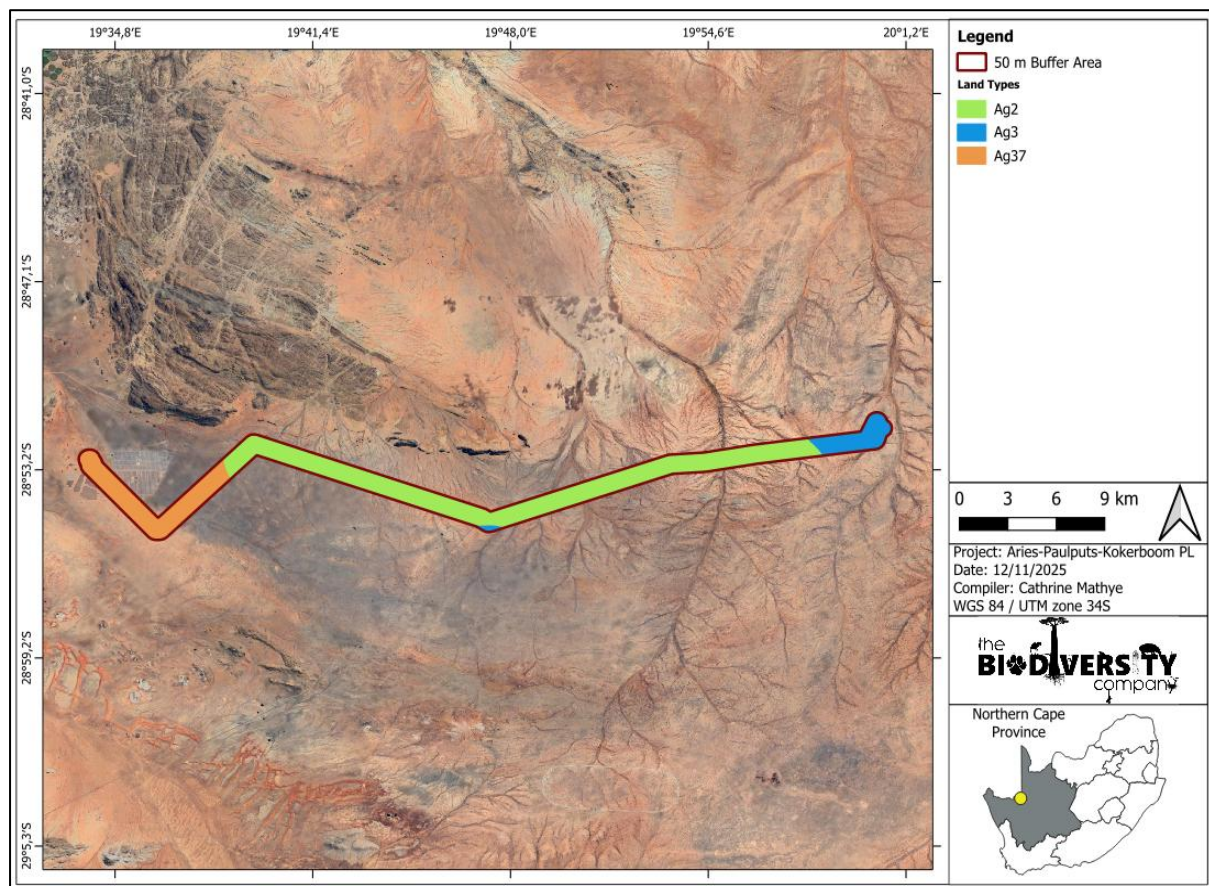 19°34,8'E
19°41,4'E
19°48,0'E
19°54,6'E
20°1,2'E
28°41,0'S
28°47,1'S
28°53,2'S
28°59,2'S
29°5,3'S
Legend
50 m Buffer Area
Land Types
Ag2
Ag3
Ag37
0 3 6 9 km
Project: Aries-Paulputs-Kokerboom PL
Date: 12/11/2025
Compiler: Cathrine Mathye
WGS 84 / UTM zone 34S
the
BIODIVERSITY
company
Northern Cape
Province